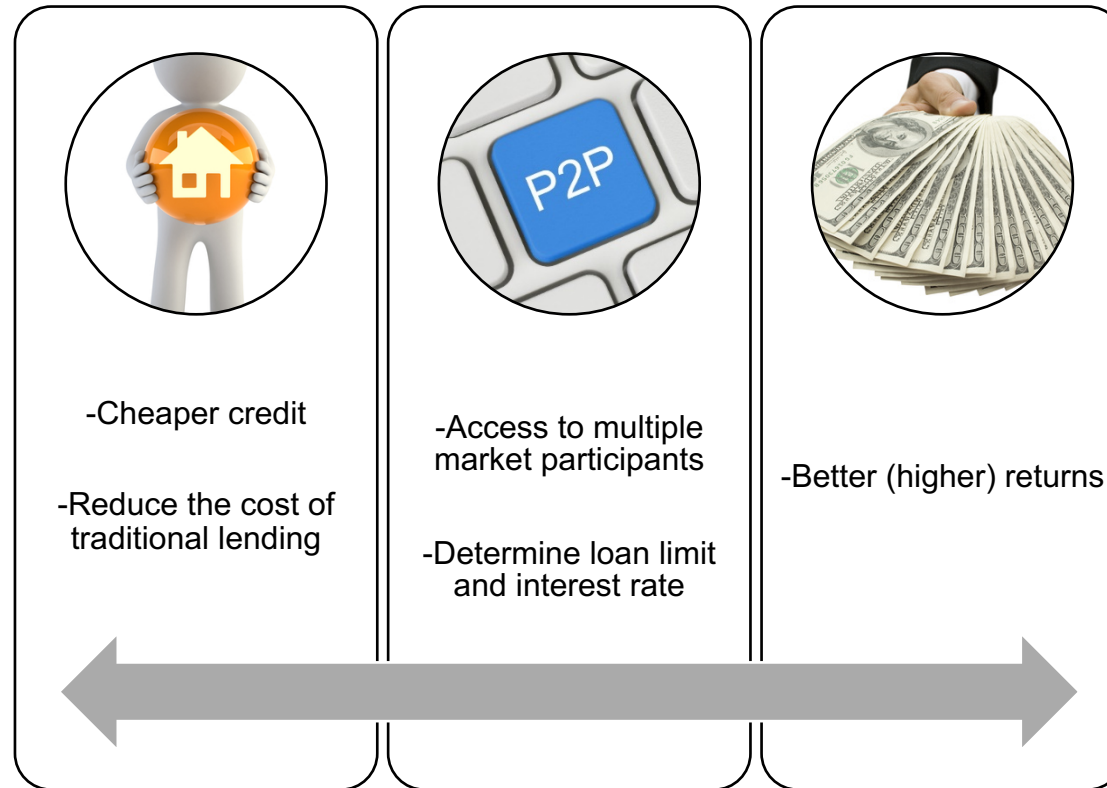 P2P
-Cheaper credit
-Reduce the cost of
traditional lending
-Access to multiple
market participants
-Determine loan limit
and interest rate
-Better (higher) returns